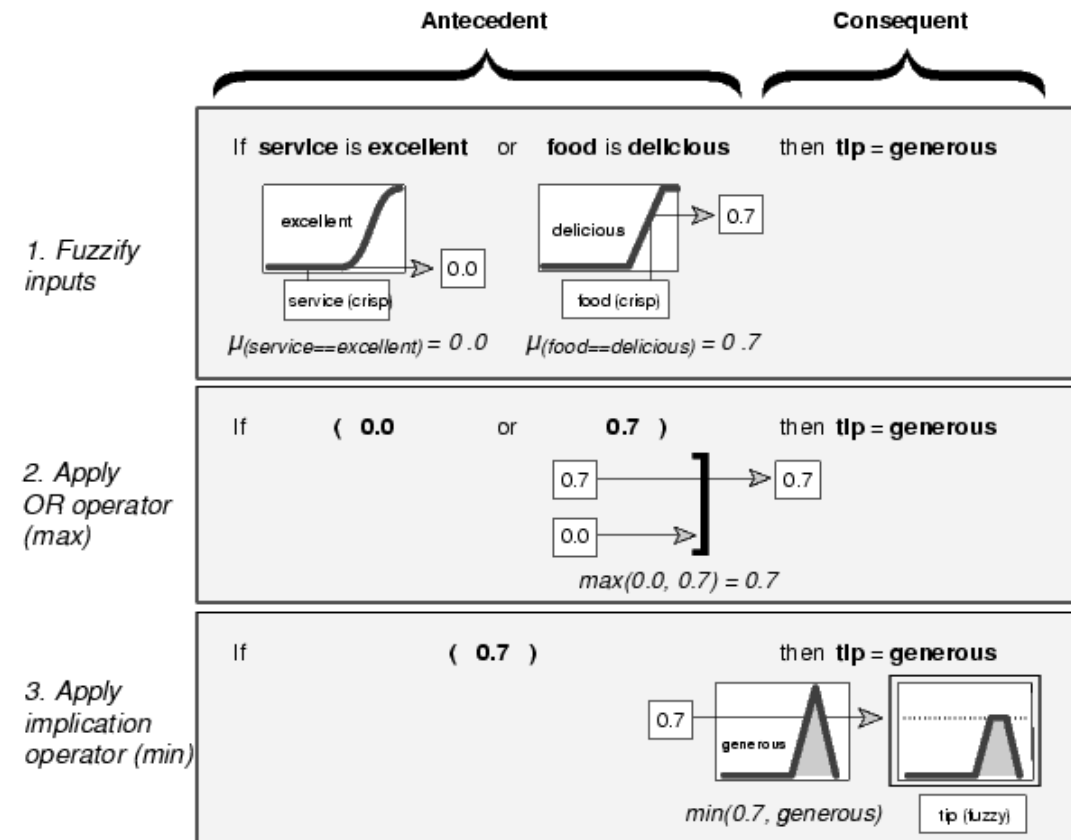 Antecedent Consequent
If service is excellent or food is delicious then tip = generous
1. Fuzzify
inputs
excellent
0.0
service (crisp)
delicious
0.7
food (crisp)
μ(service==excellent) = 0 .0 μ(food==delicious) = 0 .7
2. Apply
OR operator
(max)
If ( 0.0 or 0.7 ) then tip = generous
0.7 0.7
0.0
max(0.0, 0.7) = 0.7
3. Apply
implication
operator (min)
If ( 0.7 ) then tip = generous
0.7
generous
min(0.7, generous)
tip (fuzzy)